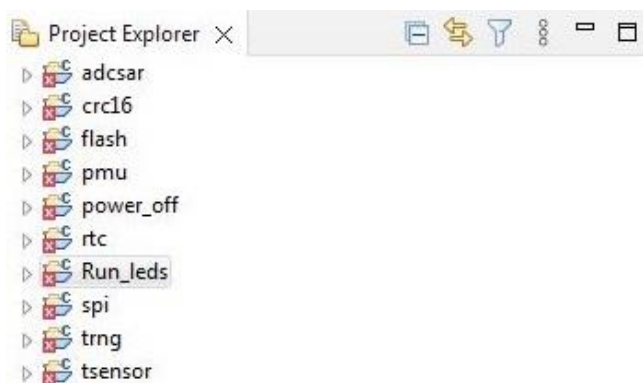 Project Explorer
adcsar
crc16
flash
pmu
power_off
rtc
Run_leds
spi
trng
tsensor